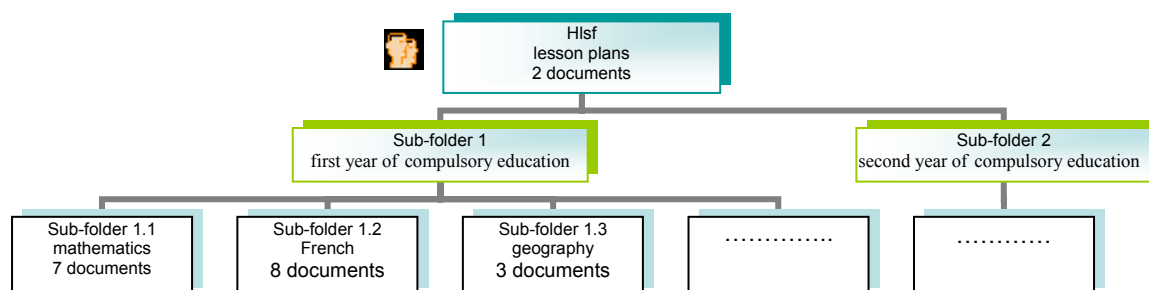 Hlsf
lesson plans
2 documents
Sub-folder 1
first year of compulsory education
Sub-folder 2
second year of compulsory education
Sub-folder 1.1
mathematics
7 documents
Sub-folder 1.2
French
8 documents
Sub-folder 1.3
geography
3 documents
…………..
…………